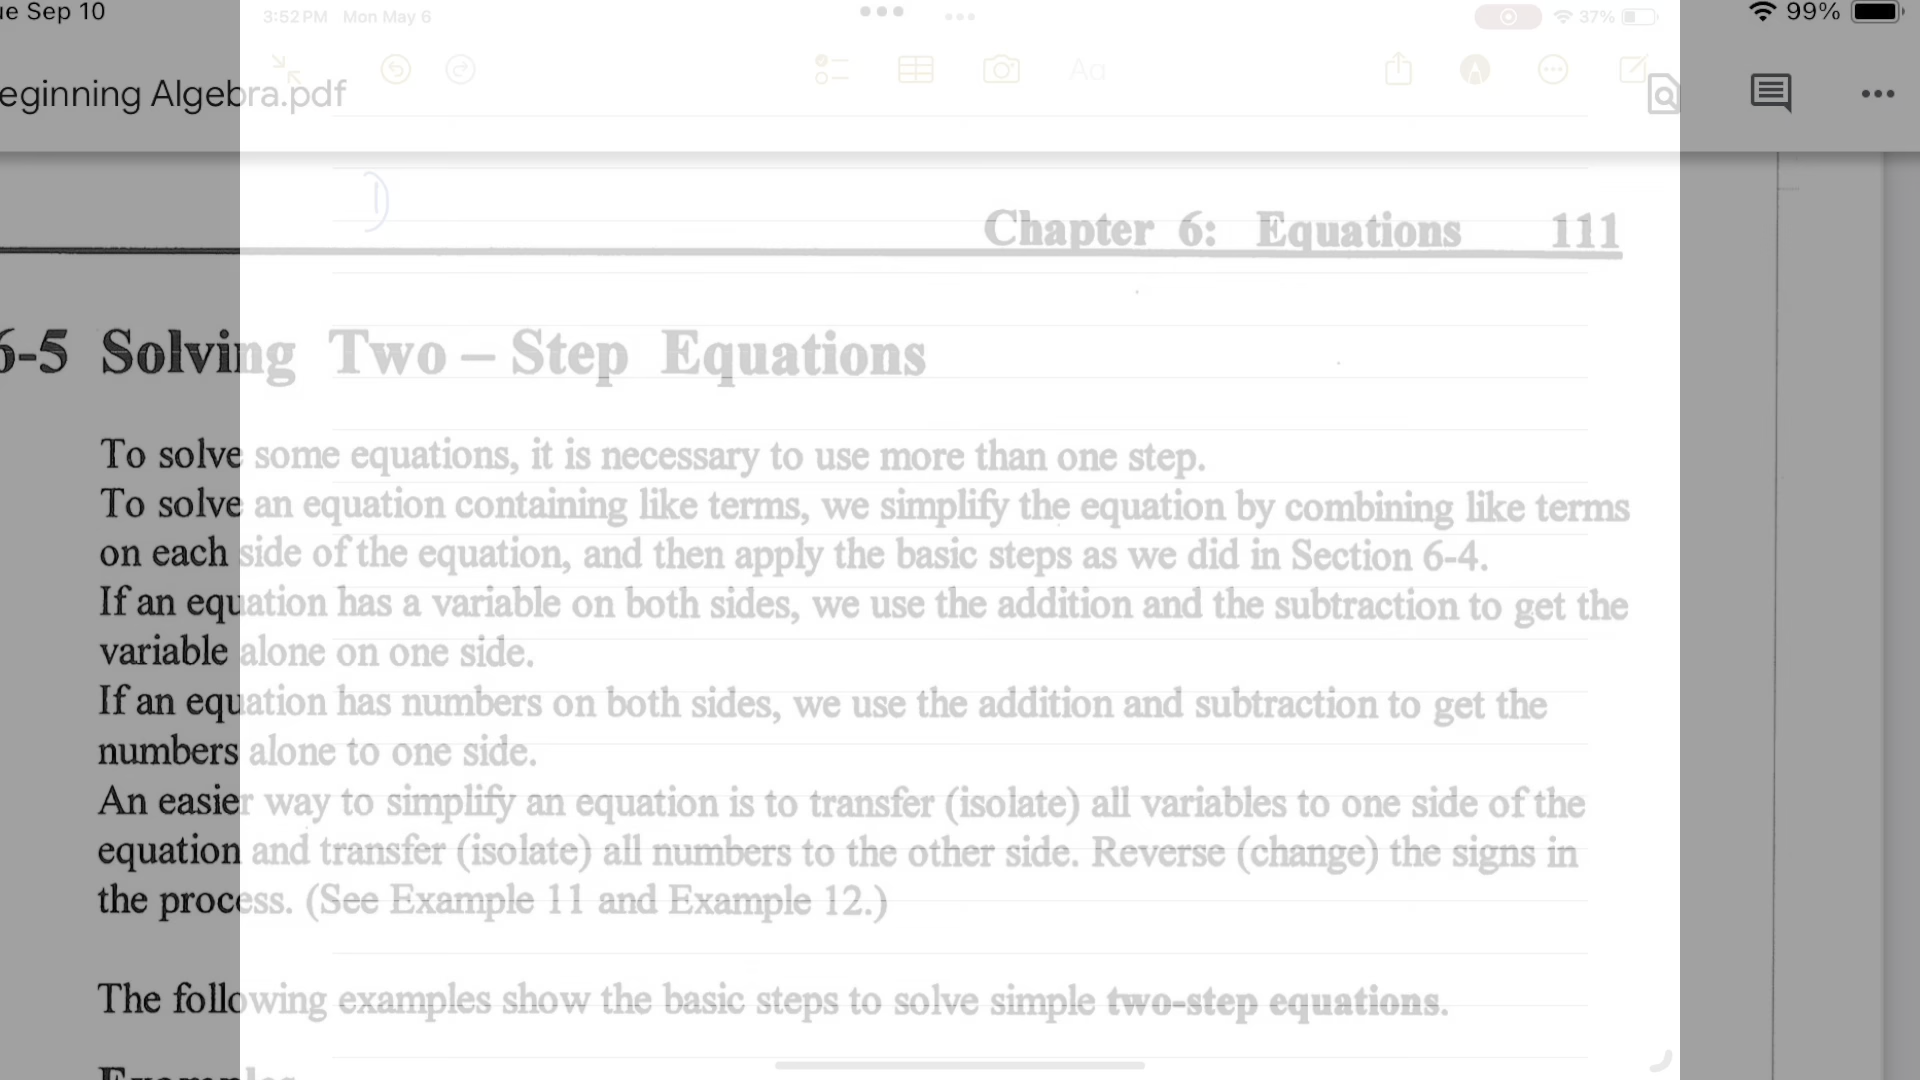 ue Sep 10
3:52 PM Mon May 6
37%
99%
eginning Algebra.pdf
Aa
1)
Chapter 6: Equations 111
6-5 Solving Two – Step Equations
To solve some equations, it is necessary to use more than one step.
To solve an equation containing like terms, we simplify the equation by combining like terms
on each side of the equation, and then apply the basic steps as we did in Section 6-4.
If an equation has a variable on both sides, we use the addition and the subtraction to get the
variable alone on one side.
If an equation has numbers on both sides, we use the addition and subtraction to get the
numbers alone to one side.
An easier way to simplify an equation is to transfer (isolate) all variables to one side of the
equation and transfer (isolate) all numbers to the other side. Reverse (change) the signs in
the process. (See Example 11 and Example 12.)
The following examples show the basic steps to solve simple two-step equations.
Examples